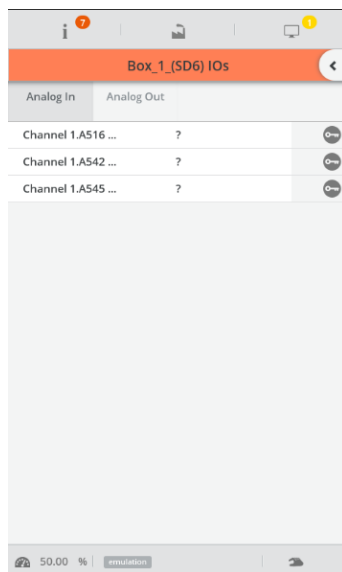 i 7 1
Box_1_(SD6) IOs
Analog In Analog Out
Channel 1.A516 ... ?
Channel 1.A542 ... ?
Channel 1.A545 ... ?
50.00 % emulation